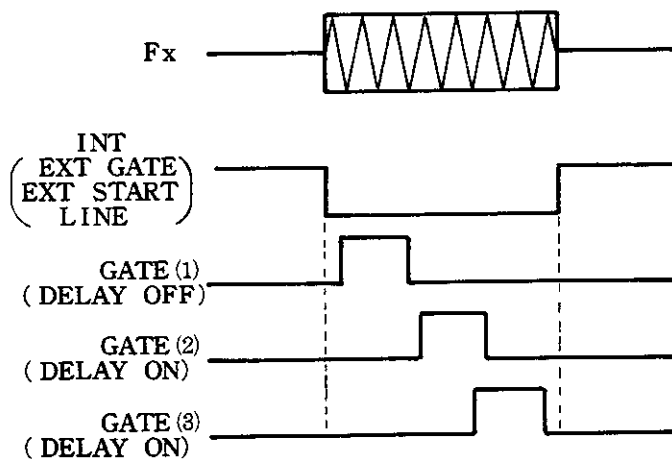 Fx
INT
(EXT GATE
EXT START
LINE)
GATE(1)
(DELAY OFF)
GATE(2)
(DELAY ON)
GATE(3)
(DELAY ON)